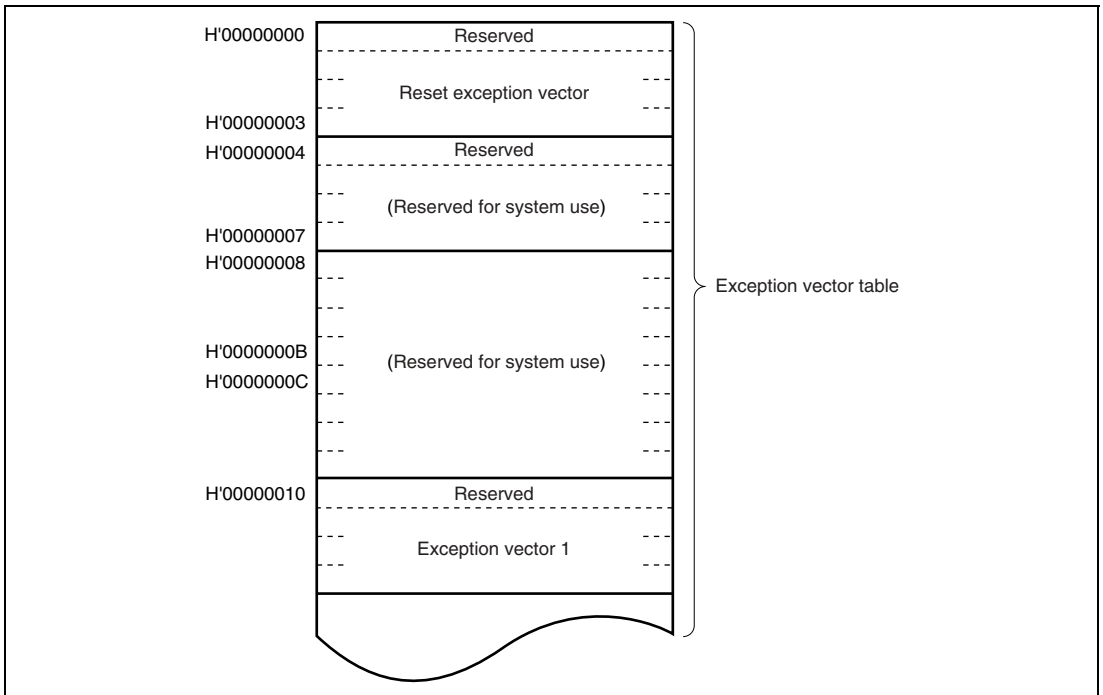 H'00000000 Reserved
Reset exception vector
H'00000003
H'00000004 Reserved
(Reserved for system use)
H'00000007
H'00000008
Exception vector table
H'0000000B
(Reserved for system use)
H'0000000C
H'00000010 Reserved
Exception vector 1